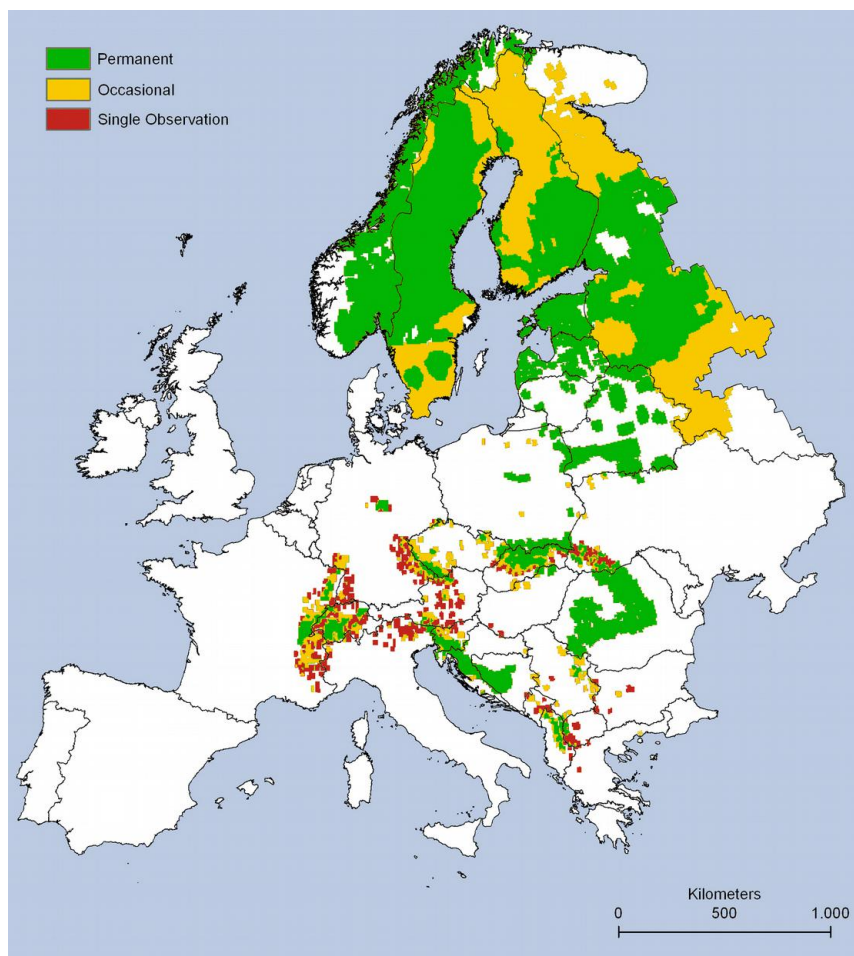 Permanent
Occasional
Single Observation
Kilometers
0 500 1.000